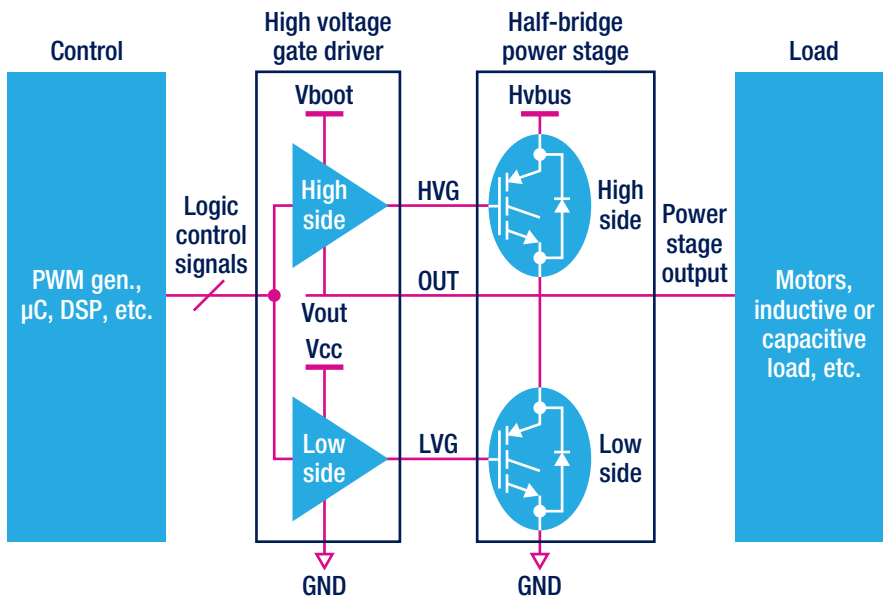 Control
High voltage
gate driver
Half-bridge
power stage
Load
Vboot
Hvbus
High
side
HVG
High
side
Logic
control
signals
Power
stage
output
PWM gen.,
µC, DSP, etc.
OUT
Motors,
inductive or
capacitive
load, etc.
Vout
Vcc
Low
side
LVG
Low
side
GND
GND